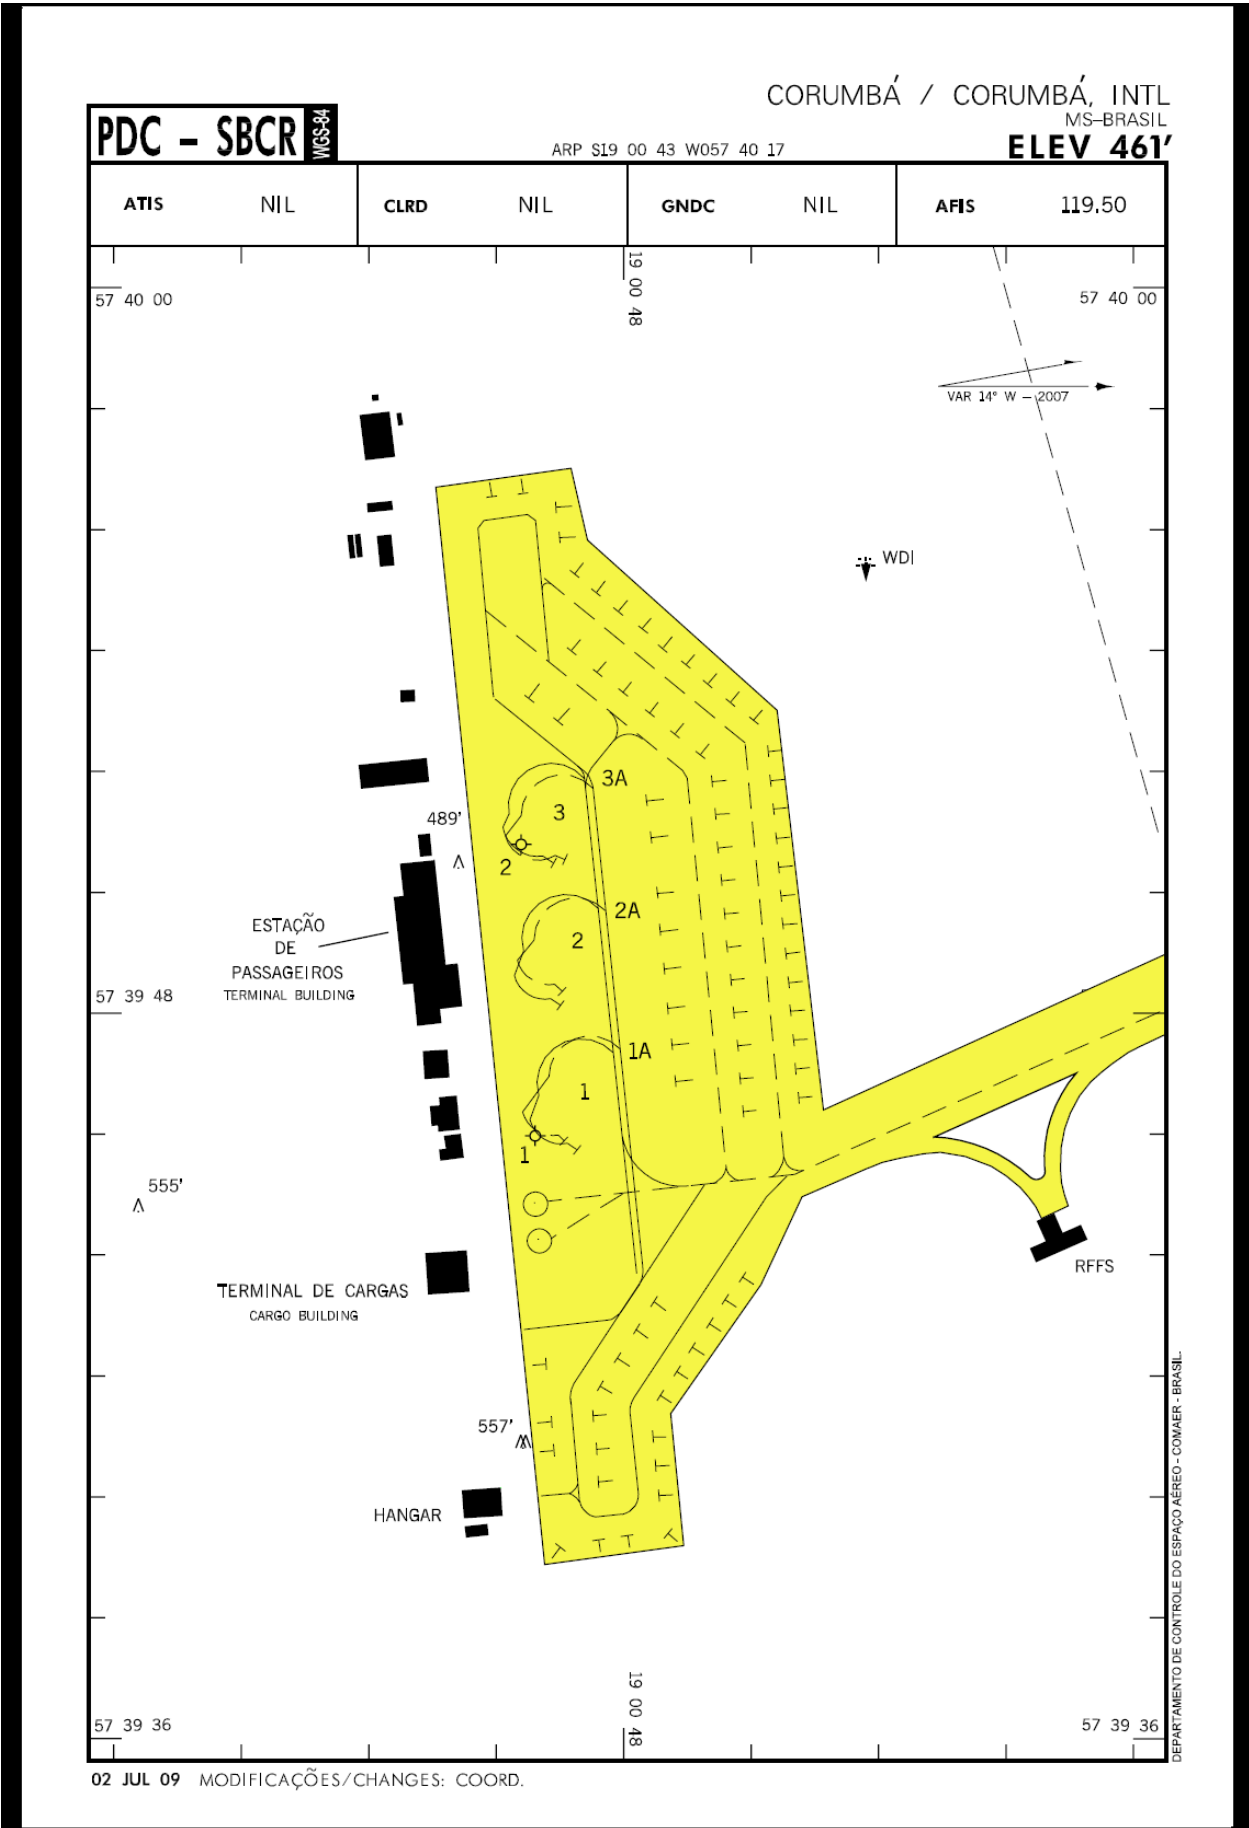 CORUMBÁ / CORUMBÁ, INTL
MS-BRASIL
PDC - SBCR WGS-84
ARP S19 00 43 W057 40 17
ELEV 461'
ATIS NIL CLRD NIL GNDC NIL AFIS 119.50
19 00 48
57 40 00
57 40 00
VAR 14° W - 2007
WDI
3A
3
489'
2
2A
ESTAÇÃO
DE
PASSAGEIROS
TERMINAL BUILDING
2
57 39 48
1A
1
1
555'
RFFS
TERMINAL DE CARGAS
CARGO BUILDING
557'
HANGAR
19 00 48
57 39 36
57 39 36
DEPARTAMENTO DE CONTROLE DO ESPAÇO AÉREO - COMAER - BRASIL.
02 JUL 09 MODIFICAÇÕES/CHANGES: COORD.